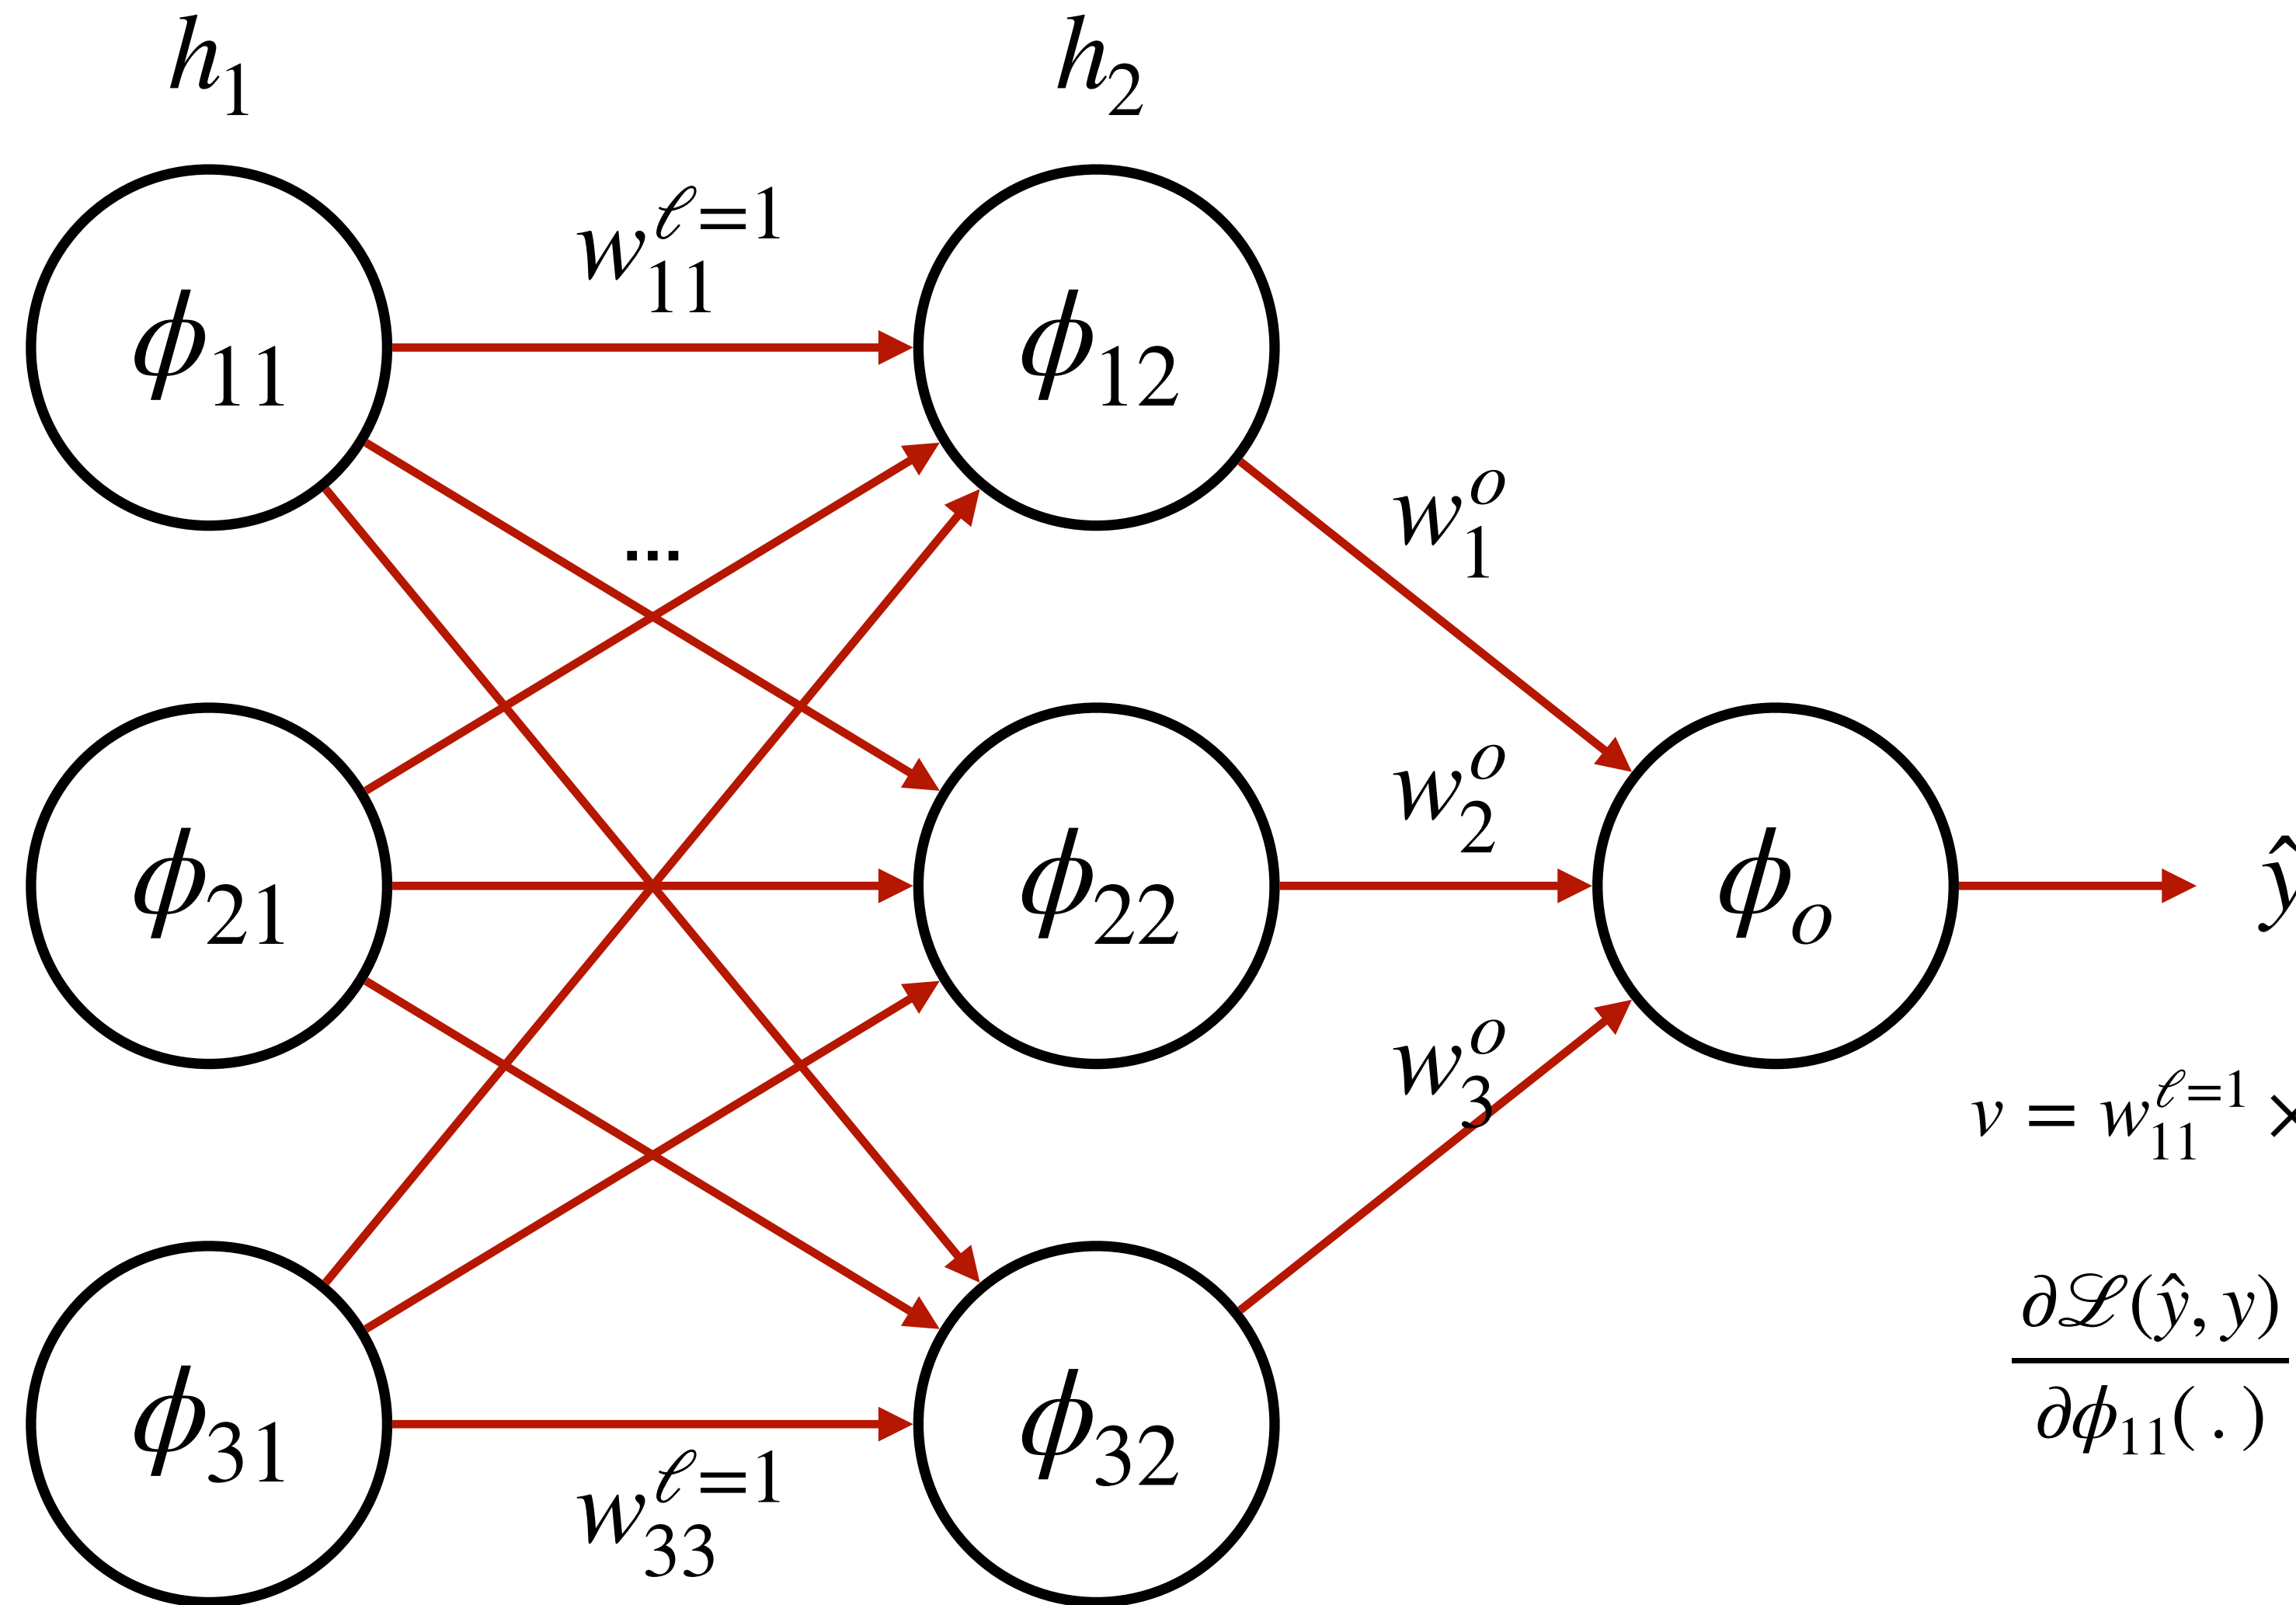 h₁ h₂
w₁₁^{ℓ=1}
ϕ₁₁ ϕ₁₂
w₁^o
...
w₂^o
ϕ₂₁ ϕ₂₂ ϕₒ ŷ
w₃^o
v = w₁₁^{ℓ=1} ×
∂ℒ(ŷ, y)
∂ϕ₁₁( . )
ϕ₃₁ ϕ₃₂
w₃₃^{ℓ=1}